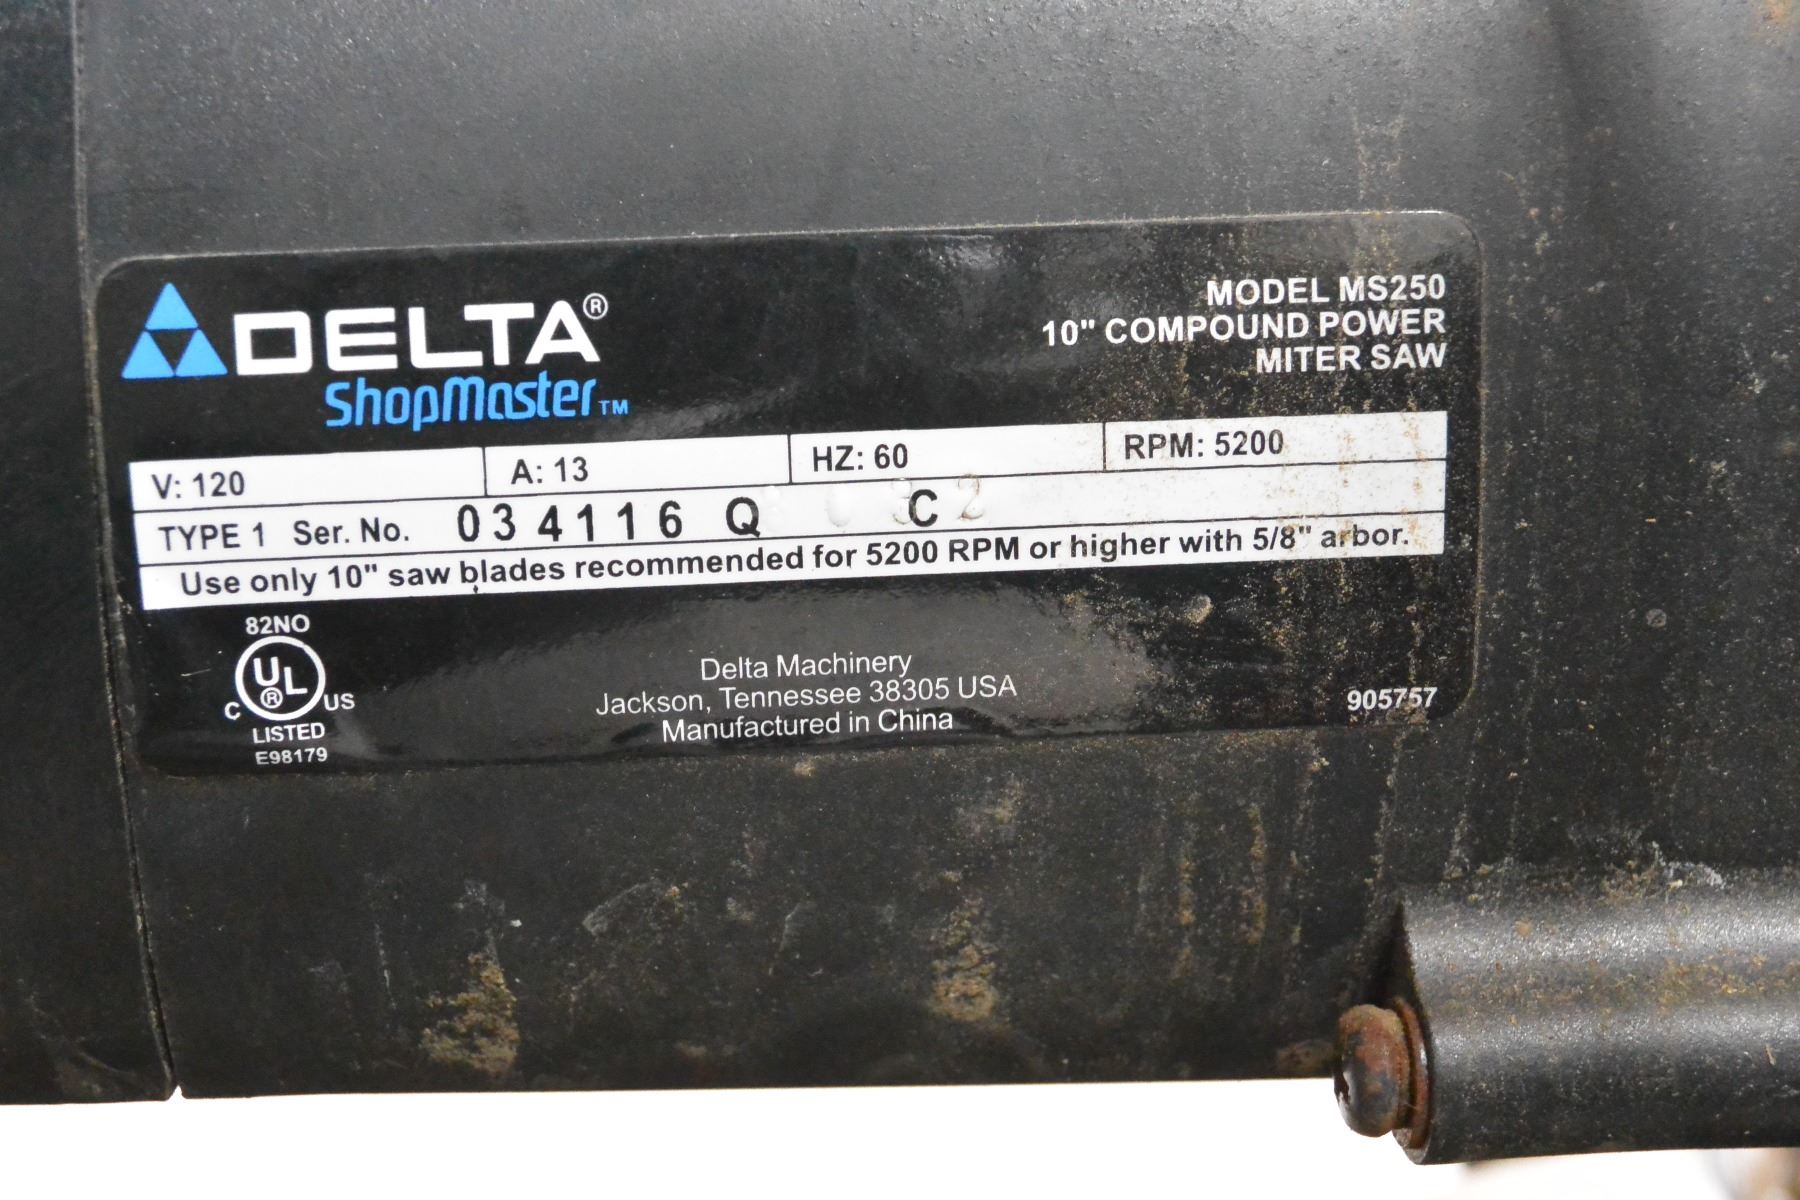 DELTA®
ShopMaster™
MODEL MS250
10" COMPOUND POWER
MITER SAW
V: 120 A: 13 HZ: 60 RPM: 5200
TYPE 1 Ser. No. 034116 Q C 2
Use only 10" saw blades recommended for 5200 RPM or higher with 5/8" arbor.
82NO
UL®
C US
LISTED
E98179
Delta Machinery
Jackson, Tennessee 38305 USA
Manufactured in China
905757